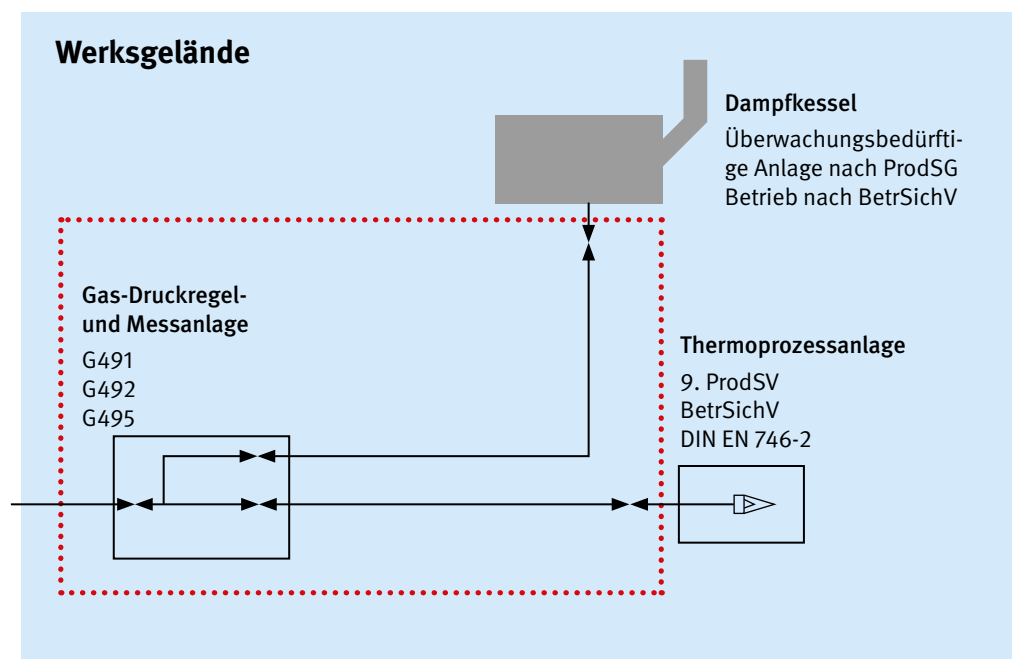 Werksgelände
Dampfkessel
Überwachungsbedürfti-
ge Anlage nach ProdSG
Betrieb nach BetrSichV
Gas-Druckregel-
und Messanlage
G491
G492
G495
Thermoprozessanlage
9. ProdSV
BetrSichV
DIN EN 746-2